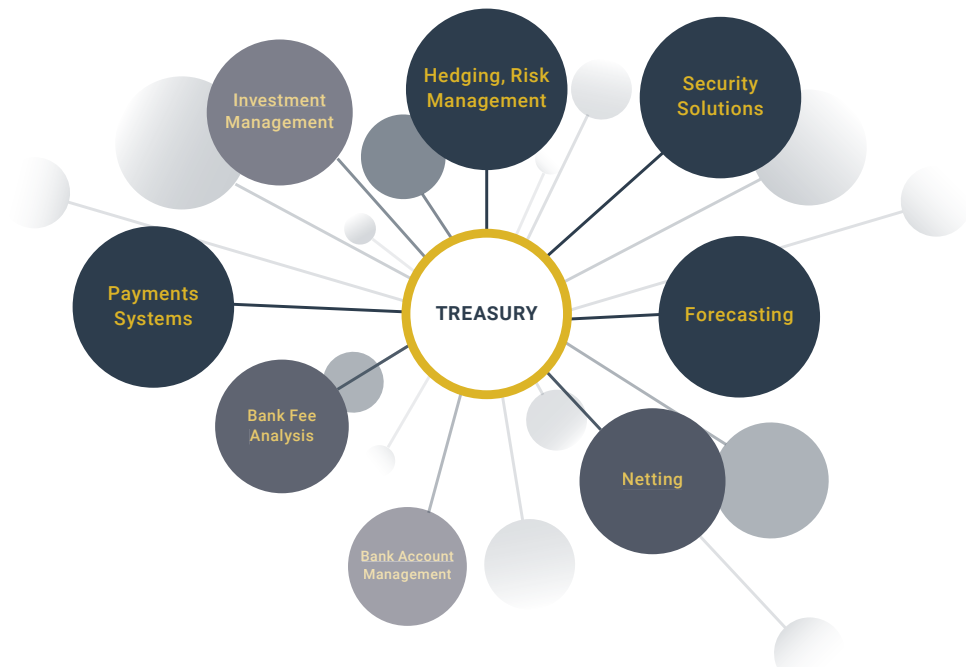 Hedging, Risk
Management
Security
Solutions
Investment
Management
Payments
Systems
TREASURY
Forecasting
Bank Fee
Analysis
Netting
Bank Account
Management